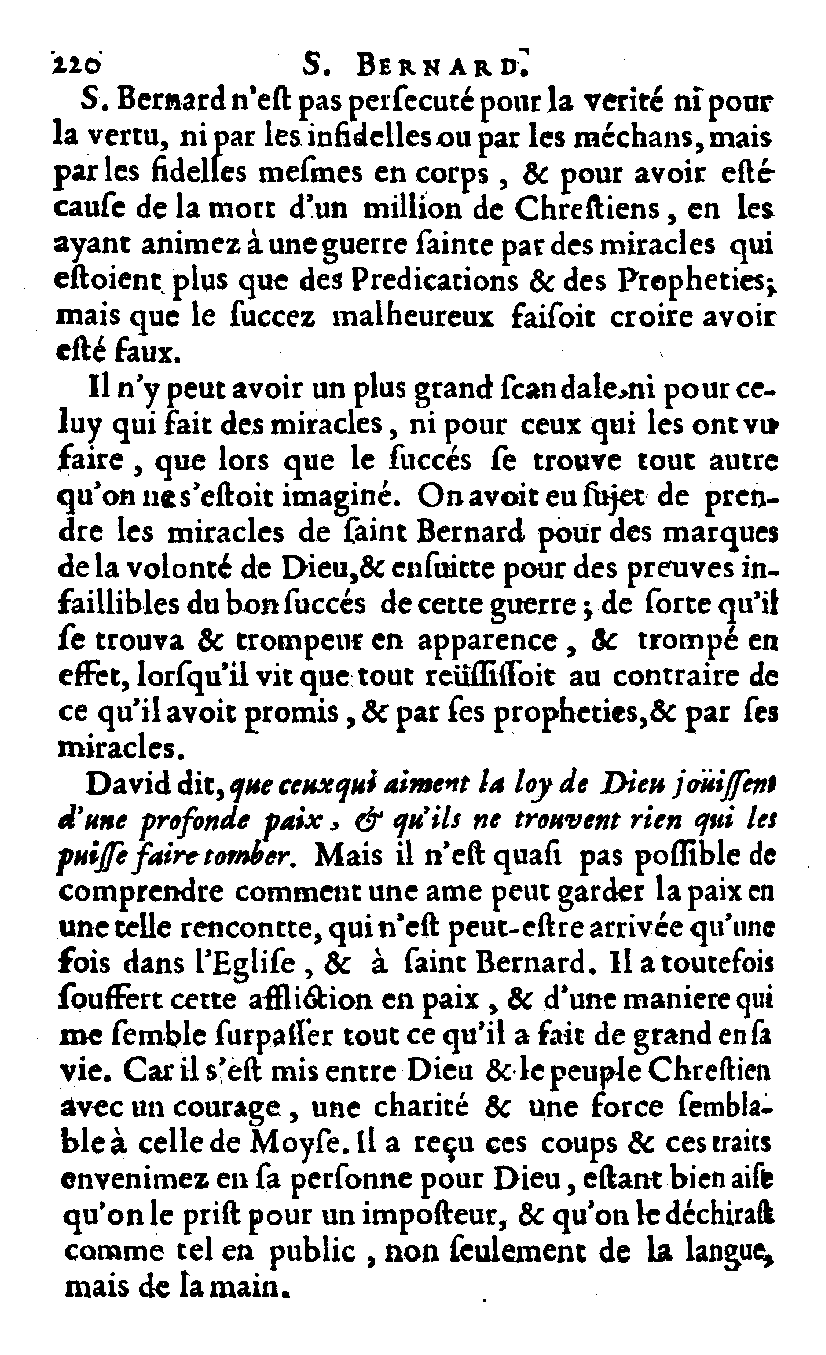 220 S. BERNARD.
S. Bernard n'eſt pas perſecuté pour la verité ni pour
la vertu, ni par les infidelles ou par les méchans, mais
par les fidelles meſmes en corps, & pour avoir eſté
cauſe de la mort d'un million de Chreſtiens, en les
ayant animez à une guerre ſainte par des miracles qui
eſtoient plus que des Predications & des Propheties;
mais que le ſuccez malheureux faiſoit croire avoir
eſté faux.
Il n'y peut avoir un plus grand ſcandale, ni pour ce-
luy qui fait des miracles, ni pour ceux qui les ont vu
faire, que lors que le ſuccés ſe trouve tout autre
qu'on ne s'eſtoit imaginé. On avoit eu ſujet de pren-
dre les miracles de ſaint Bernard pour des marques
de la volonté de Dieu, & enſuitte pour des preuves in-
faillibles du bon ſuccés de cette guerre; de ſorte qu'il
ſe trouva & trompeur en apparence, & trompé en
effet, lorſqu'il vit que tout reüſſiſſoit au contraire de
ce qu'il avoit promis, & par ſes propheties, & par ſes
miracles.
David dit, que ceux qui aiment la loy de Dieu joüiſſent
d'une profonde paix, & qu'ils ne trouvent rien qui les
puiſſe faire tomber. Mais il n'eſt quaſi pas poſſible de
comprendre comment une ame peut garder la paix en
une telle rencontte, qui n'eſt peut-eſtre arrivée qu'une
fois dans l'Egliſe, & à ſaint Bernard. Il a toutefois
ſouffert cette affliction en paix, & d'une maniere qui
me ſemble ſurpaſſer tout ce qu'il a fait de grand en ſa
vie. Car il s'eſt mis entre Dieu & le peuple Chreſtien
avec un courage, une charité & une force ſembla-
ble à celle de Moyſe. Il a reçu ces coups & ces traits
envenimez en ſa perſonne pour Dieu, eſtant bien aiſe
qu'on le priſt pour un impoſteur, & qu'on le déchiraſt
comme tel en public, non ſeulement de la langue,
mais de la main.